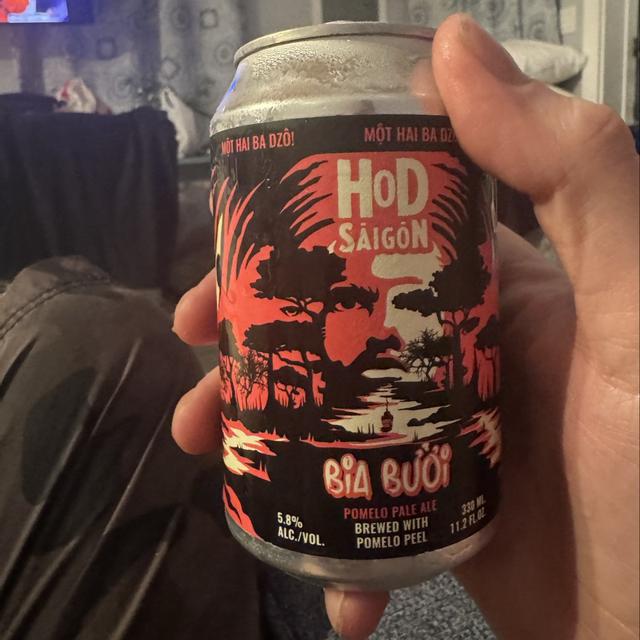 MỘT HAI BA DZÔ!
MỘT HAI BA DZÔ
HOD
SÀIGÒN
BIA BƯỞI
POMELO PALE ALE
BREWED WITH
POMELO PEEL
5.8%
ALC./VOL.
330 ML
11.2 FL OZ